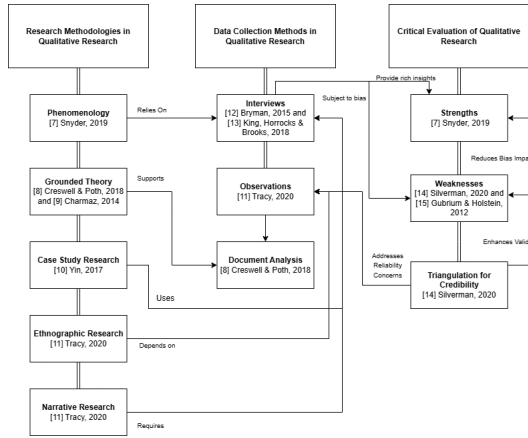 Research Methodologies in
Qualitative Research
Data Collection Methods in
Qualitative Research
Critical Evaluation of Qualitative
Research
Provide rich insights
Phenomenology
[7] Snyder, 2019
Relies On
Interviews
[12] Bryman, 2015 and
[13] King, Horrocks &
Brooks, 2018
Subject to bias
Strengths
[7] Snyder, 2019
Reduces Bias Impa
Grounded Theory
[8] Creswell & Poth, 2018
and [9] Charmaz, 2014
Supports
Observations
[11] Tracy, 2020
Weaknesses
[14] Silverman, 2020 and
[15] Gubrium & Holstein,
2012
Enhances Valid
Case Study Research
[10] Yin, 2017
Uses
Document Analysis
[8] Creswell & Poth, 2018
Addresses
Reliability
Concerns
Triangulation for
Credibility
[14] Silverman, 2020
Ethnographic Research
[11] Tracy, 2020
Depends on
Narrative Research
[11] Tracy, 2020
Requires